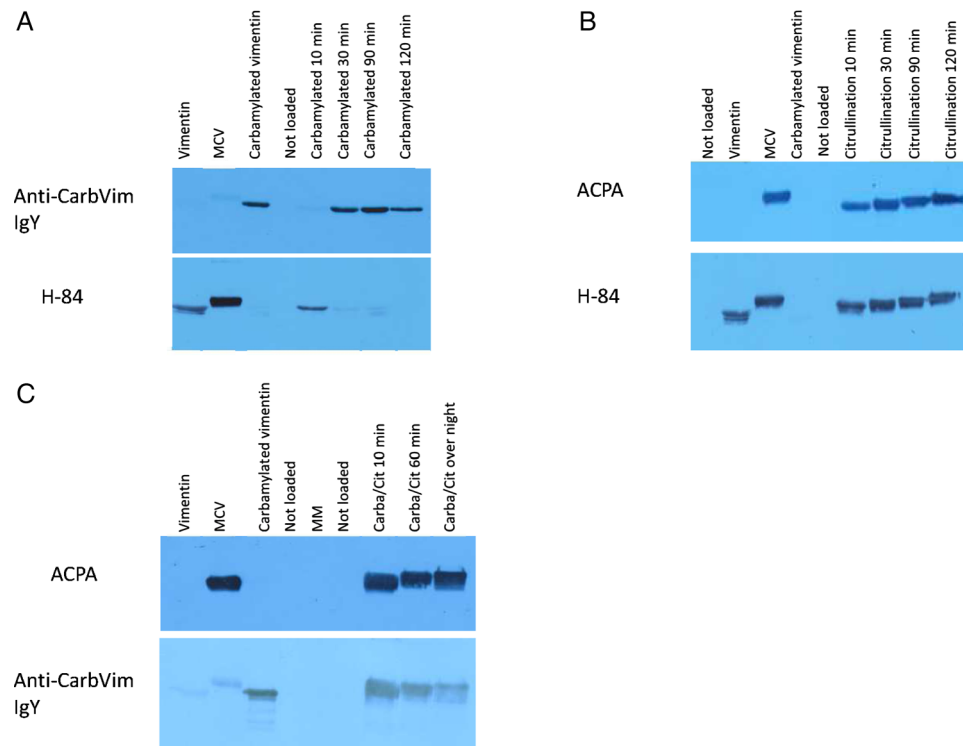 A
Vimentin
MCV
Carbamylated vimentin
Not loaded
Carbamylated 10 min
Carbamylated 30 min
Carbamylated 90 min
Carbamylated 120 min
Anti-CarbVim
IgY
H-84
B
Not loaded
Vimentin
MCV
Carbamylated vimentin
Not loaded
Citrullination 10 min
Citrullination 30 min
Citrullination 90 min
Citrullination 120 min
ACPA
H-84
C
Vimentin
MCV
Carbamylated vimentin
Not loaded
MM
Not loaded
Carba/Cit 10 min
Carba/Cit 60 min
Carba/Cit over night
ACPA
Anti-CarbVim
IgY